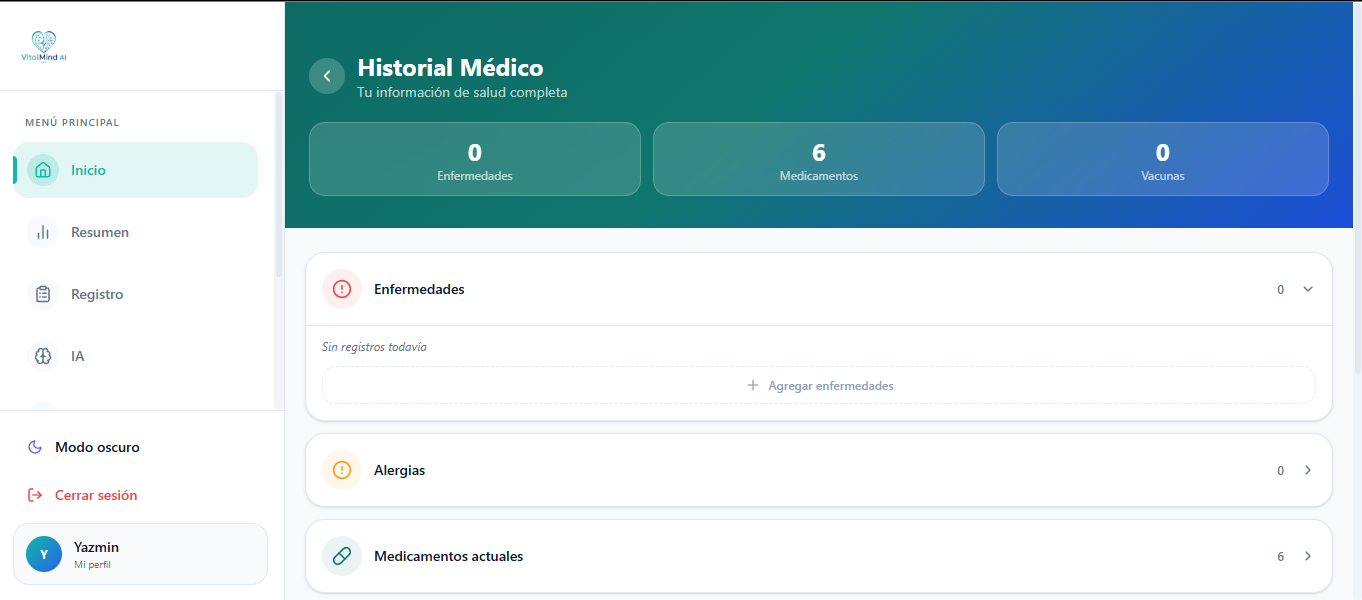 VitalMind AI
MENÚ PRINCIPAL
Inicio
Resumen
Registro
IA
Modo oscuro
Cerrar sesión
Y
Yazmin
Mi perfil
Historial Médico
Tu información de salud completa
0
Enfermedades
6
Medicamentos
0
Vacunas
Enfermedades 0
Sin registros todavía
+ Agregar enfermedades
Alergias 0
Medicamentos actuales 6